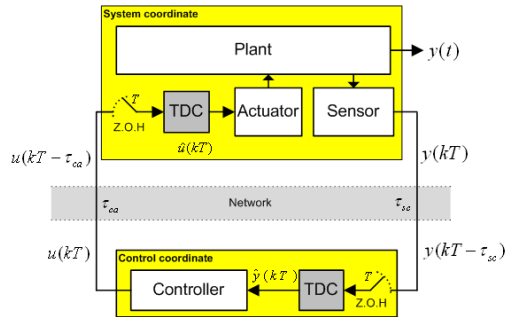 System coordinate
Plant
y(t)
T
Z.O.H
TDC
Actuator
Sensor
û(kT)
u(kT − τca)
y(kT)
τca
Network
τsc
u(kT)
y(kT − τsc)
Control coordinate
Controller
ŷ(kT)
TDC
T
Z.O.H